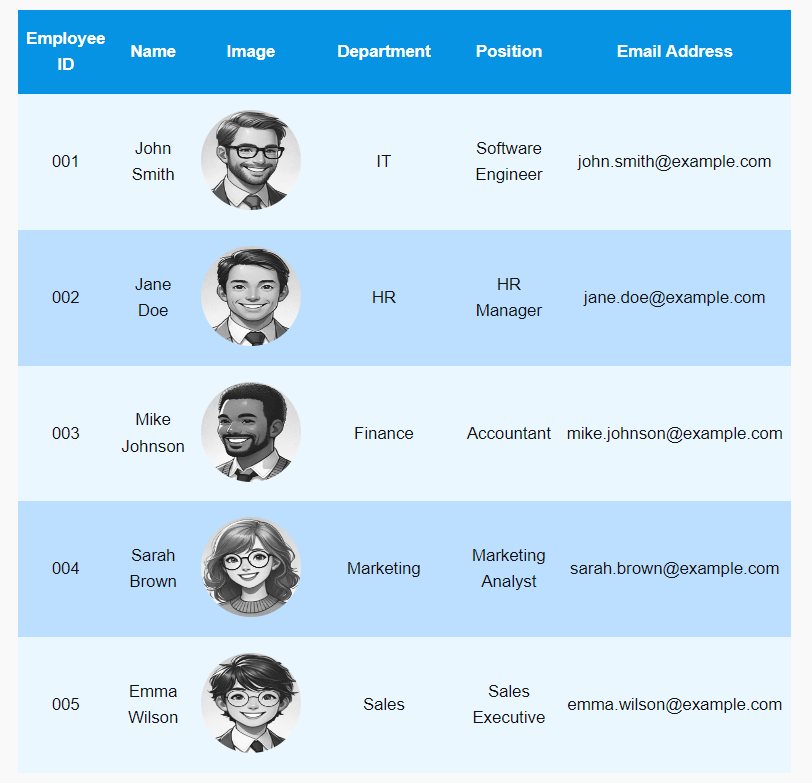 Employee ID Name Image Department Position Email Address
001 John Smith IT Software Engineer john.smith@example.com
002 Jane Doe HR HR Manager jane.doe@example.com
003 Mike Johnson Finance Accountant mike.johnson@example.com
004 Sarah Brown Marketing Marketing Analyst sarah.brown@example.com
005 Emma Wilson Sales Sales Executive emma.wilson@example.com